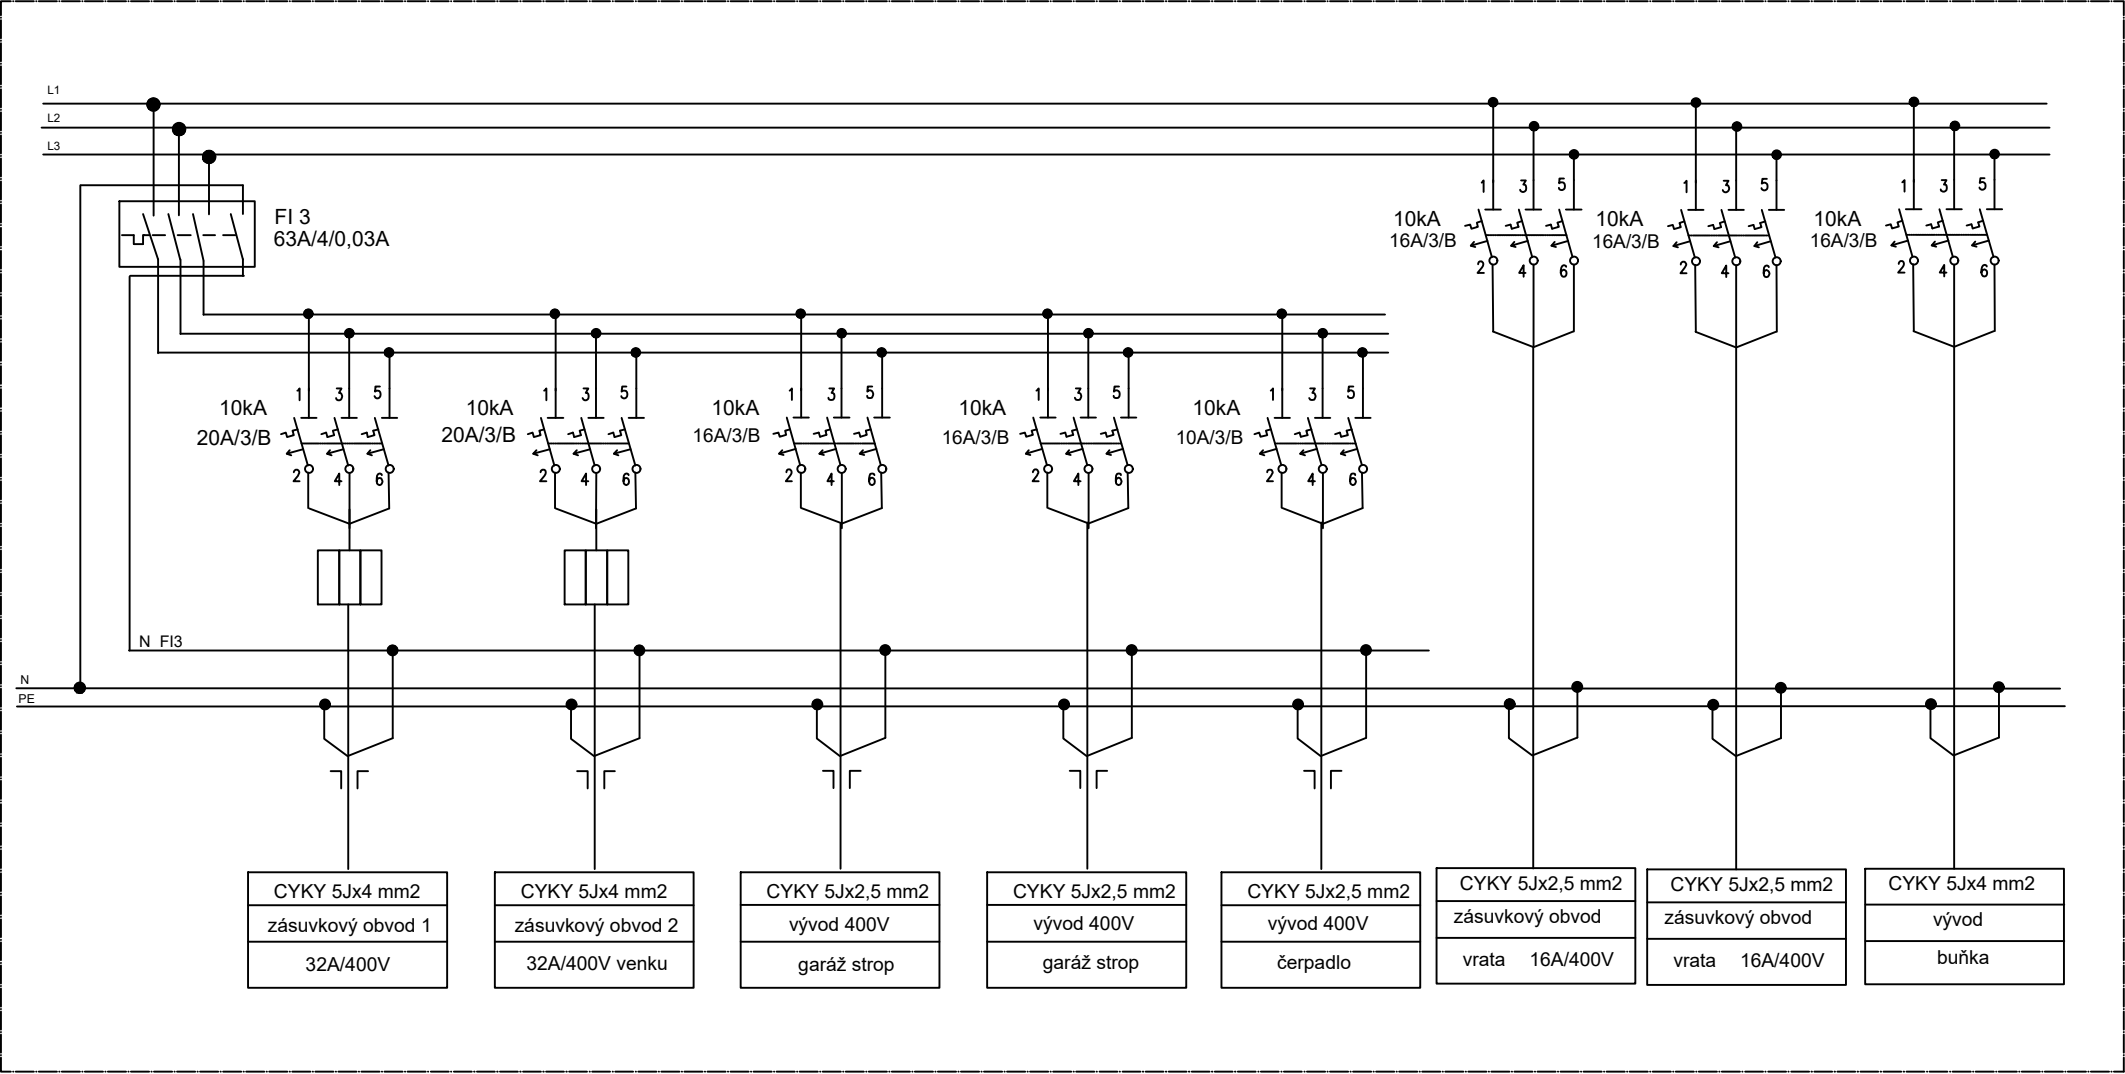 L1
L2
L3
FI 3
63A/4/0,03A
1 3 5
10kA
16A/3/B
2 4 6
1 3 5
10kA
16A/3/B
2 4 6
1 3 5
10kA
16A/3/B
2 4 6
1 3 5
10kA
20A/3/B
2 4 6
1 3 5
10kA
20A/3/B
2 4 6
1 3 5
10kA
16A/3/B
2 4 6
1 3 5
10kA
16A/3/B
2 4 6
1 3 5
10kA
10A/3/B
2 4 6
N FI3
N
PE
CYKY 5Jx4 mm2
zásuvkový obvod 1
32A/400V
CYKY 5Jx4 mm2
zásuvkový obvod 2
32A/400V venku
CYKY 5Jx2,5 mm2
vývod 400V
garáž strop
CYKY 5Jx2,5 mm2
vývod 400V
garáž strop
CYKY 5Jx2,5 mm2
vývod 400V
čerpadlo
CYKY 5Jx2,5 mm2
zásuvkový obvod
vrata 16A/400V
CYKY 5Jx2,5 mm2
zásuvkový obvod
vrata 16A/400V
CYKY 5Jx4 mm2
vývod
buňka